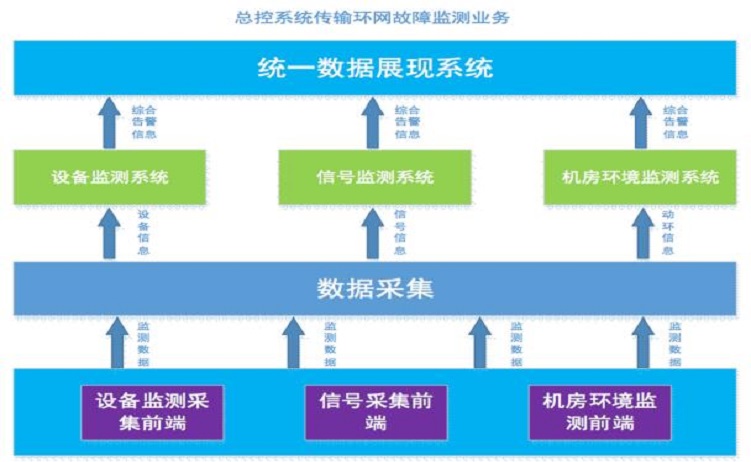 总控系统传输环网故障监测业务
统一数据展现系统
综合
告警
信息
综合
告警
信息
综合
告警
信息
设备监测系统
信号监测系统
机房环境监测系统
设
备
信
息
信
号
信
息
动
环
信
息
数据采集
监
测
数
据
监
测
数
据
监
测
数
据
监
测
数
据
设备监测采
集前端
信号采集前
端
机房环境监
测前端